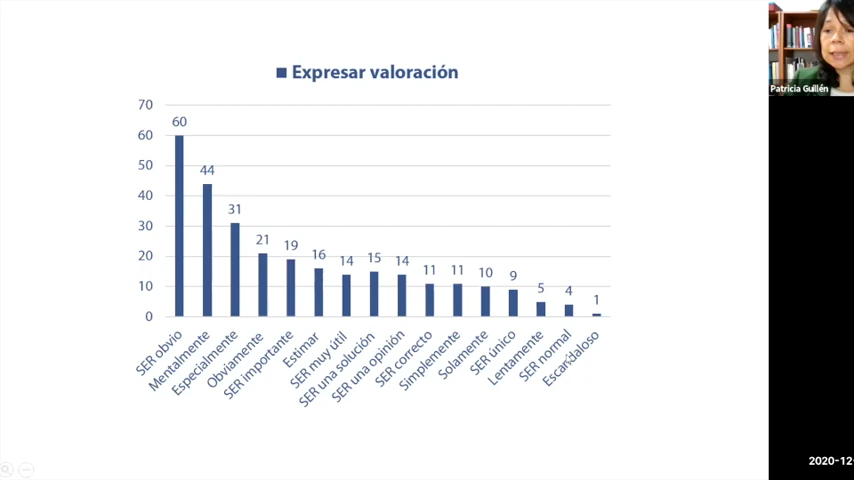 Expresar valoración
70
60
50
40
30
20
10
0
60
44
31
21
19
16
14
15
14
11
11
10
9
5
4
1
SER obvio
Mentalmente
Especialmente
Obviamente
SER importante
Estimar
SER muy útil
SER una solución
SER una opinión
SER correcto
Simplemente
Solamente
SER único
Lentamente
SER normal
Escandaloso
Patricia Guillén
2020-12-